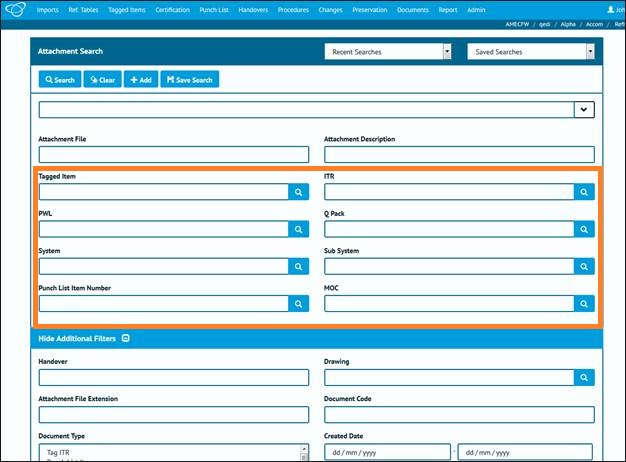 Imports Ref. Tables Tagged Items Certification Punch List Handovers Procedures Changes Preservation Documents Report Admin Joh
AMECFW / qedi / Alpha / Accom / Refi
Attachment Search Recent Searches Saved Searches
Search Clear Add Save Search
Attachment File Attachment Description
Tagged Item ITR
PWL Q Pack
System Sub System
Punch List Item Number MOC
Hide Additional Filters
Handover Drawing
Attachment File Extension Document Code
Document Type Created Date
Tag ITR dd / mm / yyyy - dd / mm / yyyy